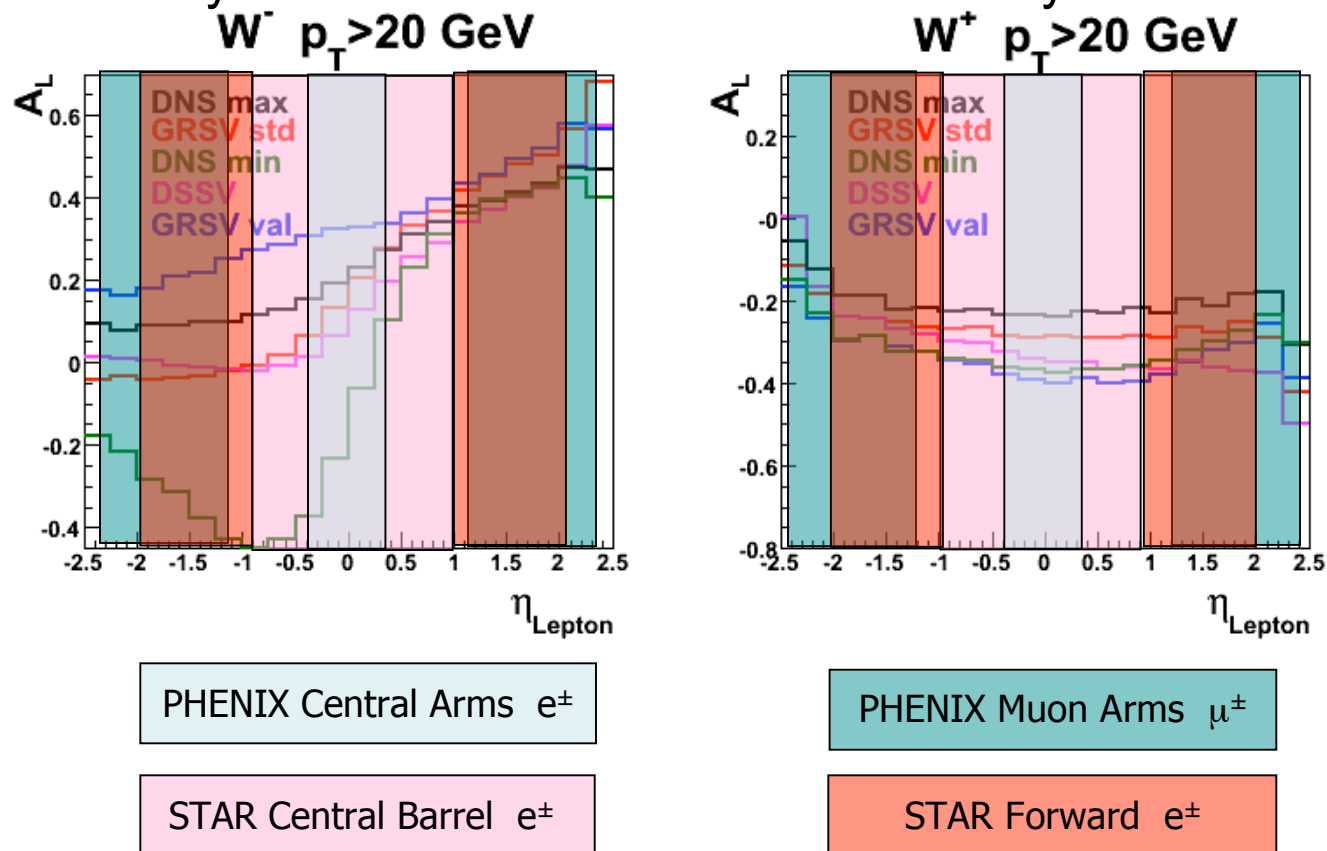 W⁻ p_T>20 GeV
A_L
DNS max
GRSV std
DNS min
DSSV
GRSV val
0.6
0.4
0.2
0
-0.2
-0.4
-2.5 -2 -1.5 -1 -0.5 0 0.5 1 1.5 2 2.5
η_Lepton
W⁺ p_T>20 GeV
A_L
DNS max
GRSV std
DNS min
DSSV
GRSV val
0.2
-0
-0.2
-0.4
-0.6
-0.8
-2.5 -2 -1.5 -1 -0.5 0 0.5 1 1.5 2 2.5
η_Lepton
PHENIX Central Arms e±
PHENIX Muon Arms μ±
STAR Central Barrel e±
STAR Forward e±